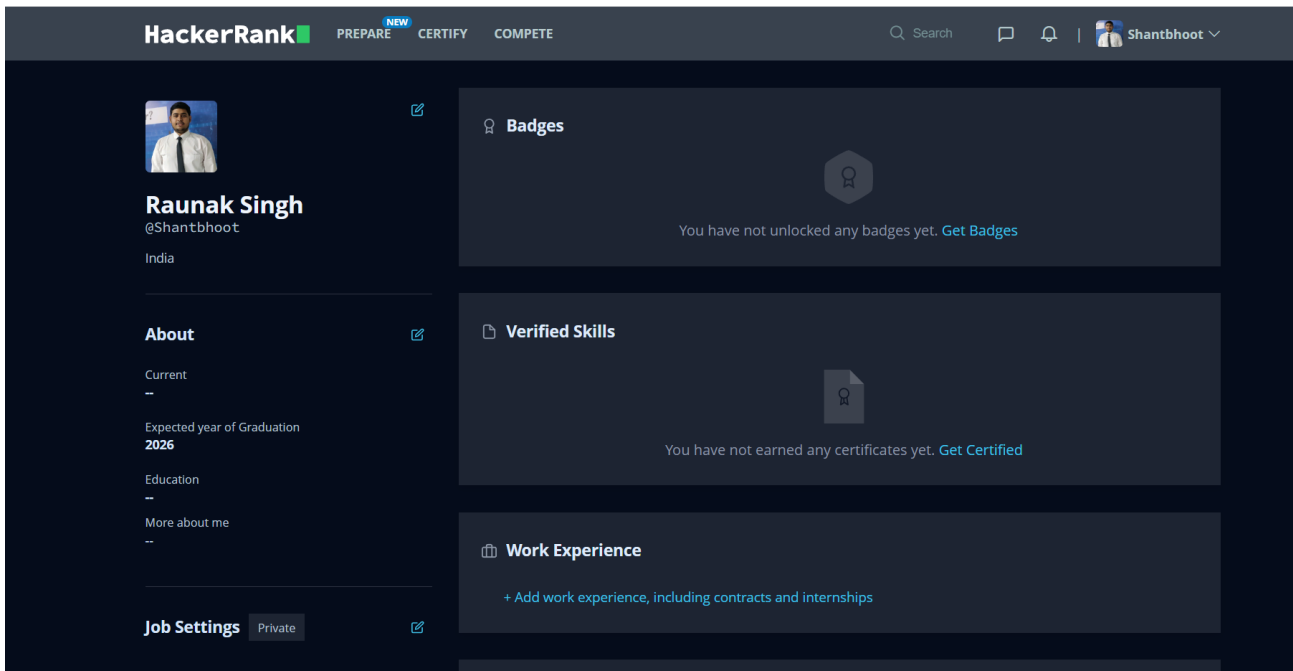 HackerRank
PREPARE
NEW
CERTIFY
COMPETE
Search
|
Shantbhoot
Raunak Singh
@Shantbhoot
India
About
Current
--
Expected year of Graduation
2026
Education
--
More about me
--
Job Settings Private
Badges
You have not unlocked any badges yet. Get Badges
Verified Skills
You have not earned any certificates yet. Get Certified
Work Experience
+ Add work experience, including contracts and internships